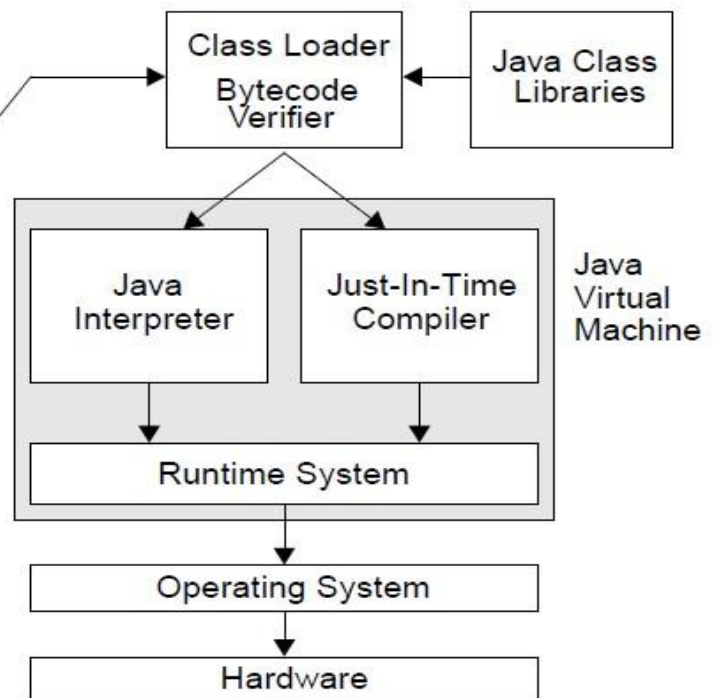 Class Loader
Bytecode
Verifier
Java Class
Libraries
Java
Interpreter
Just-In-Time
Compiler
Java
Virtual
Machine
Runtime System
Operating System
Hardware